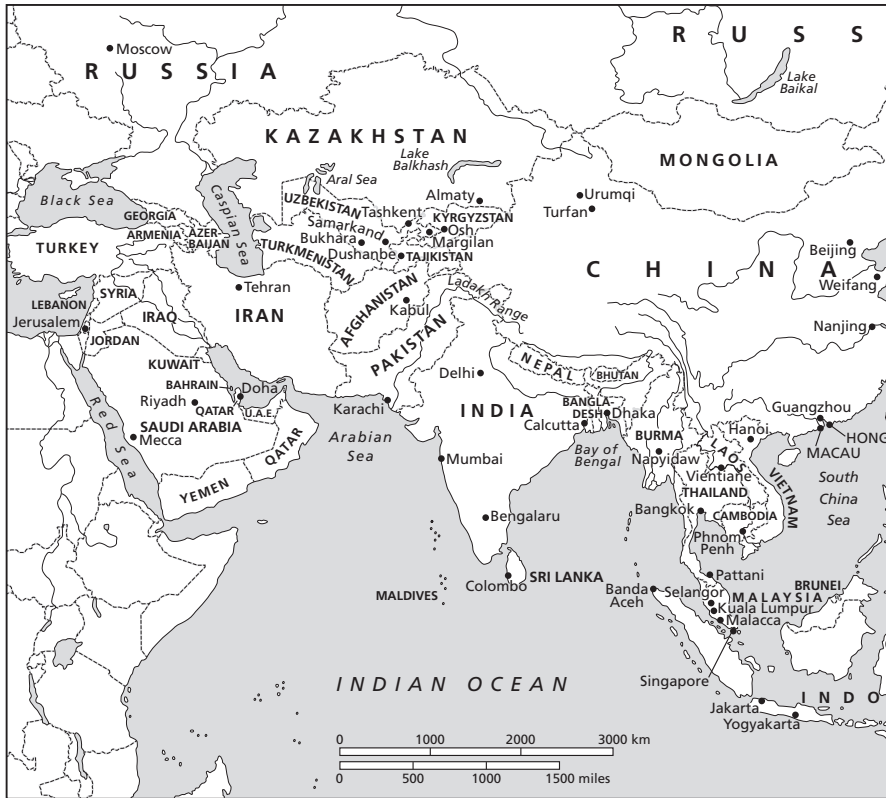 R U S S
Moscow
R U S S I A
Lake
Baikal
KAZAKHSTAN
Lake
Balkhash
MONGOLIA
Aral Sea
Black Sea
Caspian Sea
UZBEKISTAN
Almaty
Urumqi
Turfan
GEORGIA
Tashkent
KYRGYZSTAN
ARMENIA
AZER-
BAIJAN
Samarkand
Osh
Margilan
TURKEY
Bukhara
TURKMENISTAN
Dushanbe
TAJIKISTAN
Beijing
C H I N A
Weifang
SYRIA
Tehran
LEBANON
Jerusalem
IRAQ
IRAN
AFGHANISTAN
Kabul
Ladakh Range
Nanjing
JORDAN
PAKISTAN
KUWAIT
NEPAL
BHUTAN
Delhi
BAHRAIN
Doha
Riyadh
QATAR
U.A.E.
Karachi
INDIA
BANGLA-
DESH
Dhaka
Guangzhou
SAUDI ARABIA
Mecca
Red Sea
QATAR
Arabian
Sea
Calcutta
BURMA
Hanoi
HONG
MACAU
Mumbai
Bay of
Bengal
Napyidaw
LAOS
Vientiane
VIETNAM
South
China
Sea
YEMEN
THAILAND
Bengalaru
Bangkok
CAMBODIA
Phnom
Penh
Pattani
Colombo
SRI LANKA
MALDIVES
Banda
Aceh
Selangor
BRUNEI
MALAYSIA
Kuala Lumpur
Malacca
Singapore
INDIAN OCEAN
I N D O
Jakarta
Yogyakarta
0 1000 2000 3000 km
0 500 1000 1500 miles